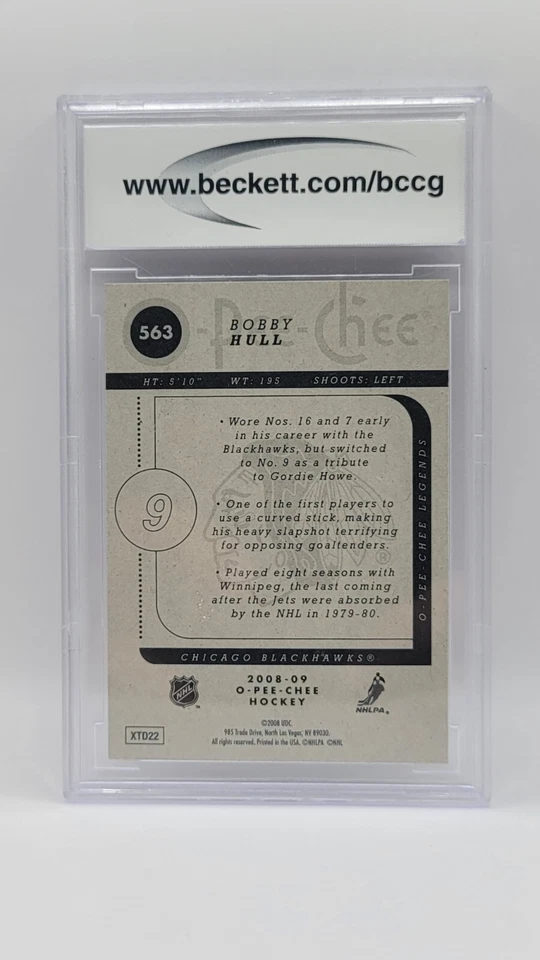 www.beckett.com/bccg
O-Pee-Chee
563
BOBBY
HULL
HT: 5'10" WT: 195 SHOOTS: LEFT
• Wore Nos. 16 and 7 early
in his career with the
Blackhawks, but switched
to No. 9 as a tribute
to Gordie Howe.
• One of the first players to
use a curved stick, making
his heavy slapshot terrifying
for opposing goaltenders.
• Played eight seasons with
Winnipeg, the last coming
after the Jets were absorbed
by the NHL in 1979-80.
9
O-PEE-CHEE LEGENDS
CHICAGO BLACKHAWKS®
NHL
2008-09
O-PEE-CHEE
HOCKEY
NHLPA®
©2008 UDC.
985 Trade Drive, North Las Vegas, NV 89030.
All rights reserved. Printed in the USA. ©NHLPA ©NHL
XTD22